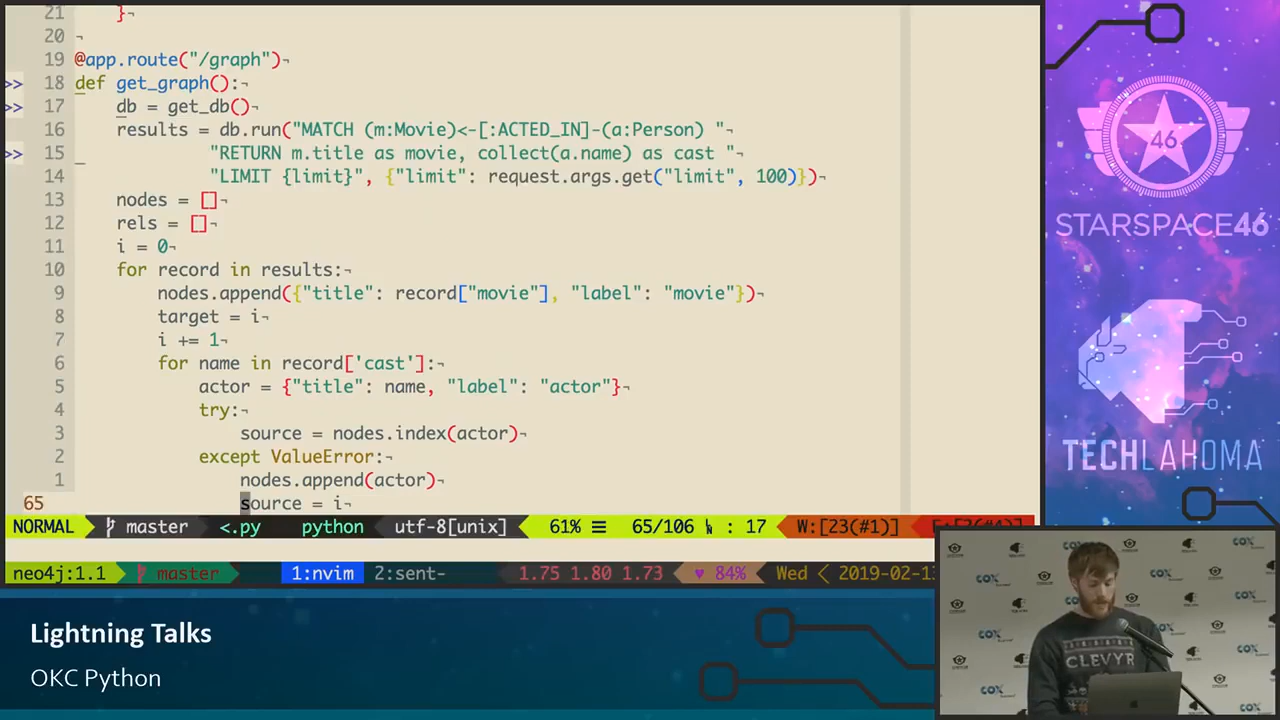 21 }
20 ¬
19 @app.route("/graph")¬
>> 18 def get_graph():¬
>> 17 db = get_db()¬
16 results = db.run("MATCH (m:Movie)<-[:ACTED_IN]-(a:Person) "¬
>> 15 "RETURN m.title as movie, collect(a.name) as cast "¬
14 "LIMIT {limit}", {"limit": request.args.get("limit", 100)})¬
13 nodes = []¬
12 rels = []¬
11 i = 0¬
10 for record in results:¬
9 nodes.append({"title": record["movie"], "label": "movie"})¬
8 target = i¬
7 i += 1¬
6 for name in record['cast']:¬
5 actor = {"title": name, "label": "actor"}¬
4 try:¬
3 source = nodes.index(actor)¬
2 except ValueError:¬
1 nodes.append(actor)¬
65 source = i¬
NORMAL master <.py python utf-8[unix] 61% ☰ 65/106 : 17 W:[23(#1)]
neo4j:1.1 master 1:nvim 2:sent- 1.75 1.80 1.73 ♥ 84% Wed < 2019-02-13
Lightning Talks
OKC Python
46
STARSPACE46
TECHLAHOMA
COX
CLEVYR